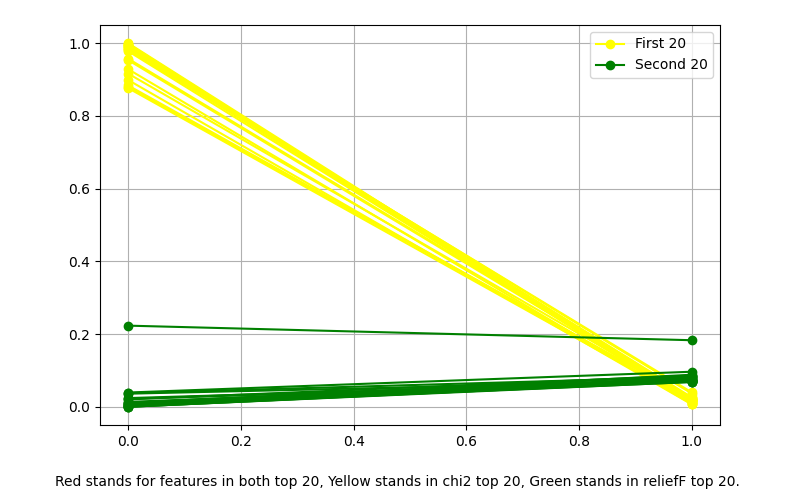 First 20
Second 20
1.0
0.8
0.6
0.4
0.2
0.0
0.0 0.2 0.4 0.6 0.8 1.0
Red stands for features in both top 20, Yellow stands in chi2 top 20, Green stands in reliefF top 20.